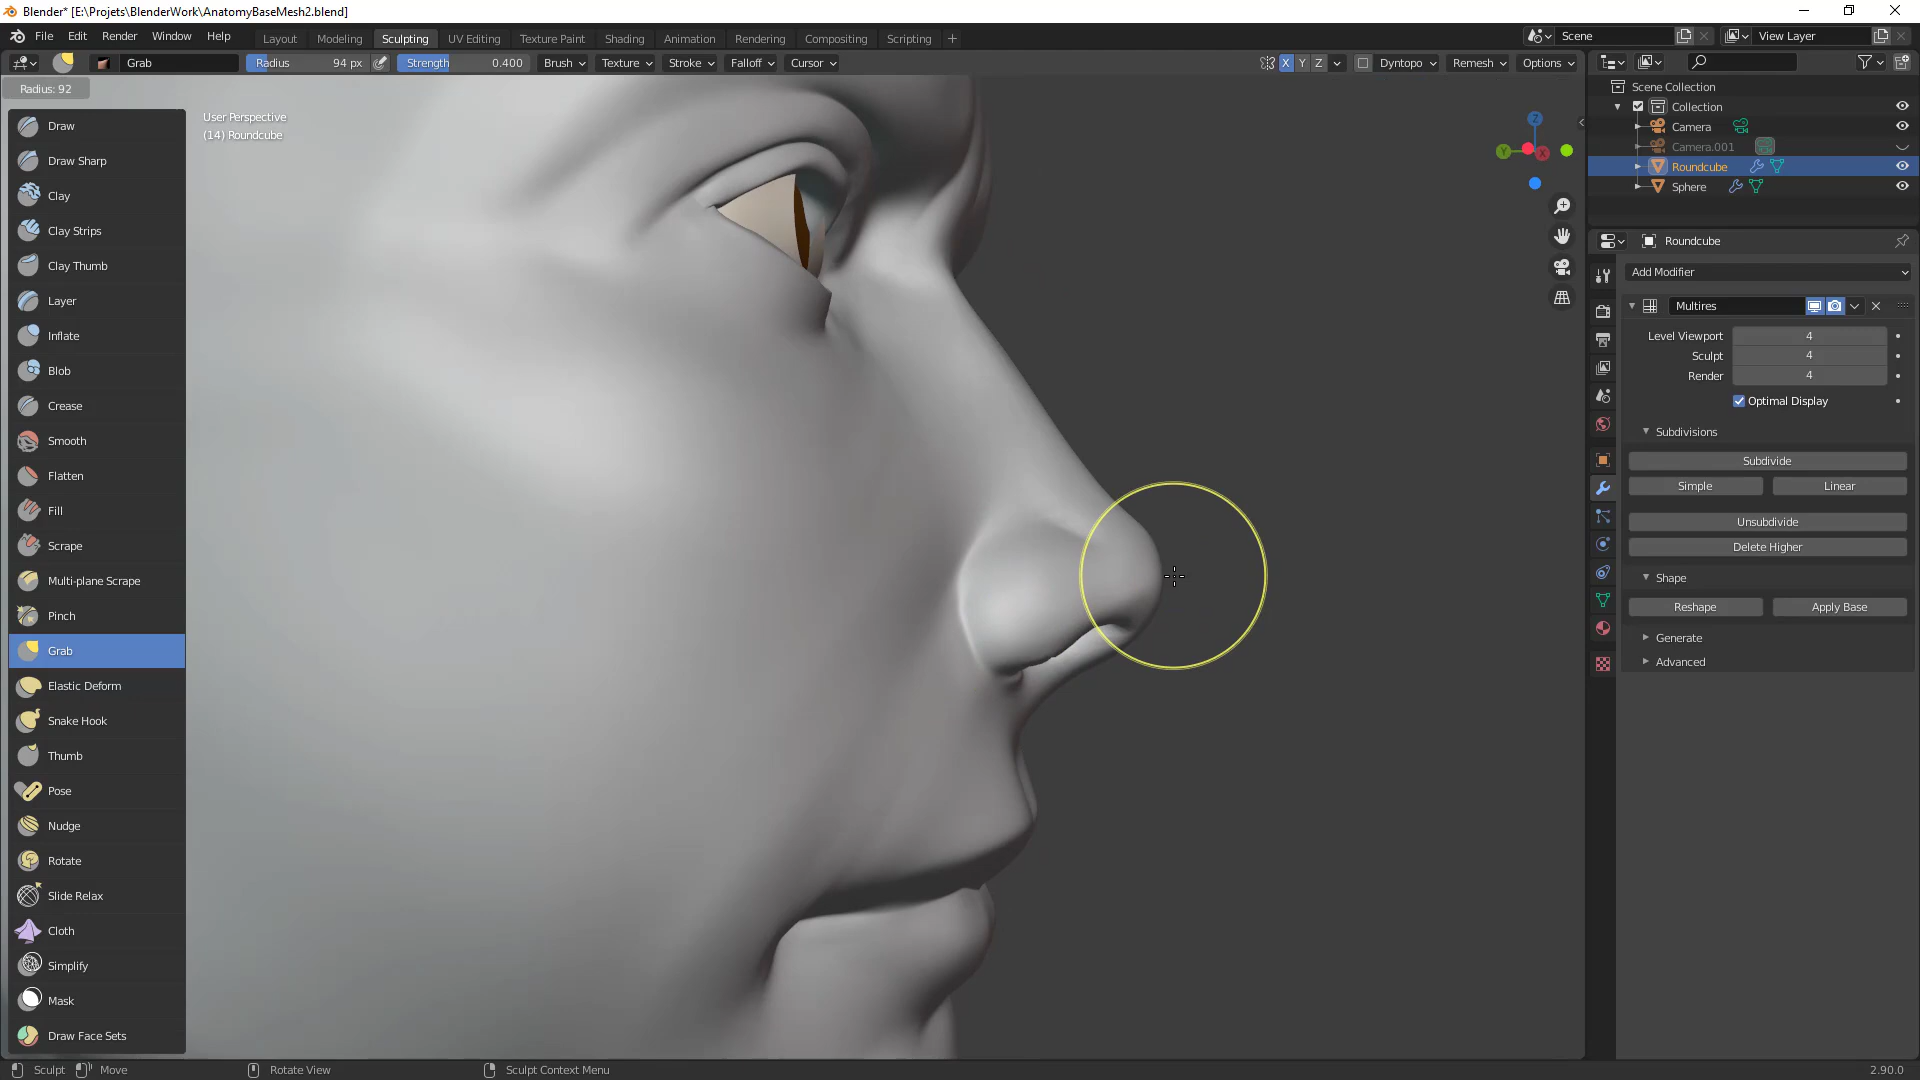 Blender* [E:\Projets\BlenderWork\AnatomyBaseMesh2.blend]
File Edit Render Window Help Layout Modeling Sculpting UV Editing Texture Paint Shading Animation Rendering Compositing Scripting + Scene View Layer
Grab Radius 94 px Strength 0.400 Brush Texture Stroke Falloff Cursor X Y Z Dyntopo Remesh Options
Radius: 92
User Perspective
(14) Roundcube
Draw
Draw Sharp
Clay
Clay Strips
Clay Thumb
Layer
Inflate
Blob
Crease
Smooth
Flatten
Fill
Scrape
Multi-plane Scrape
Pinch
Grab
Elastic Deform
Snake Hook
Thumb
Pose
Nudge
Rotate
Slide Relax
Cloth
Simplify
Mask
Draw Face Sets
Z
Y X
Scene Collection
Collection
Camera
Camera.001
Roundcube
Sphere
Roundcube
Add Modifier
Multires
Level Viewport 4
Sculpt 4
Render 4
Optimal Display
Subdivisions
Subdivide
Simple Linear
Unsubdivide
Delete Higher
Shape
Reshape Apply Base
Generate
Advanced
Sculpt Move Rotate View Sculpt Context Menu 2.90.0